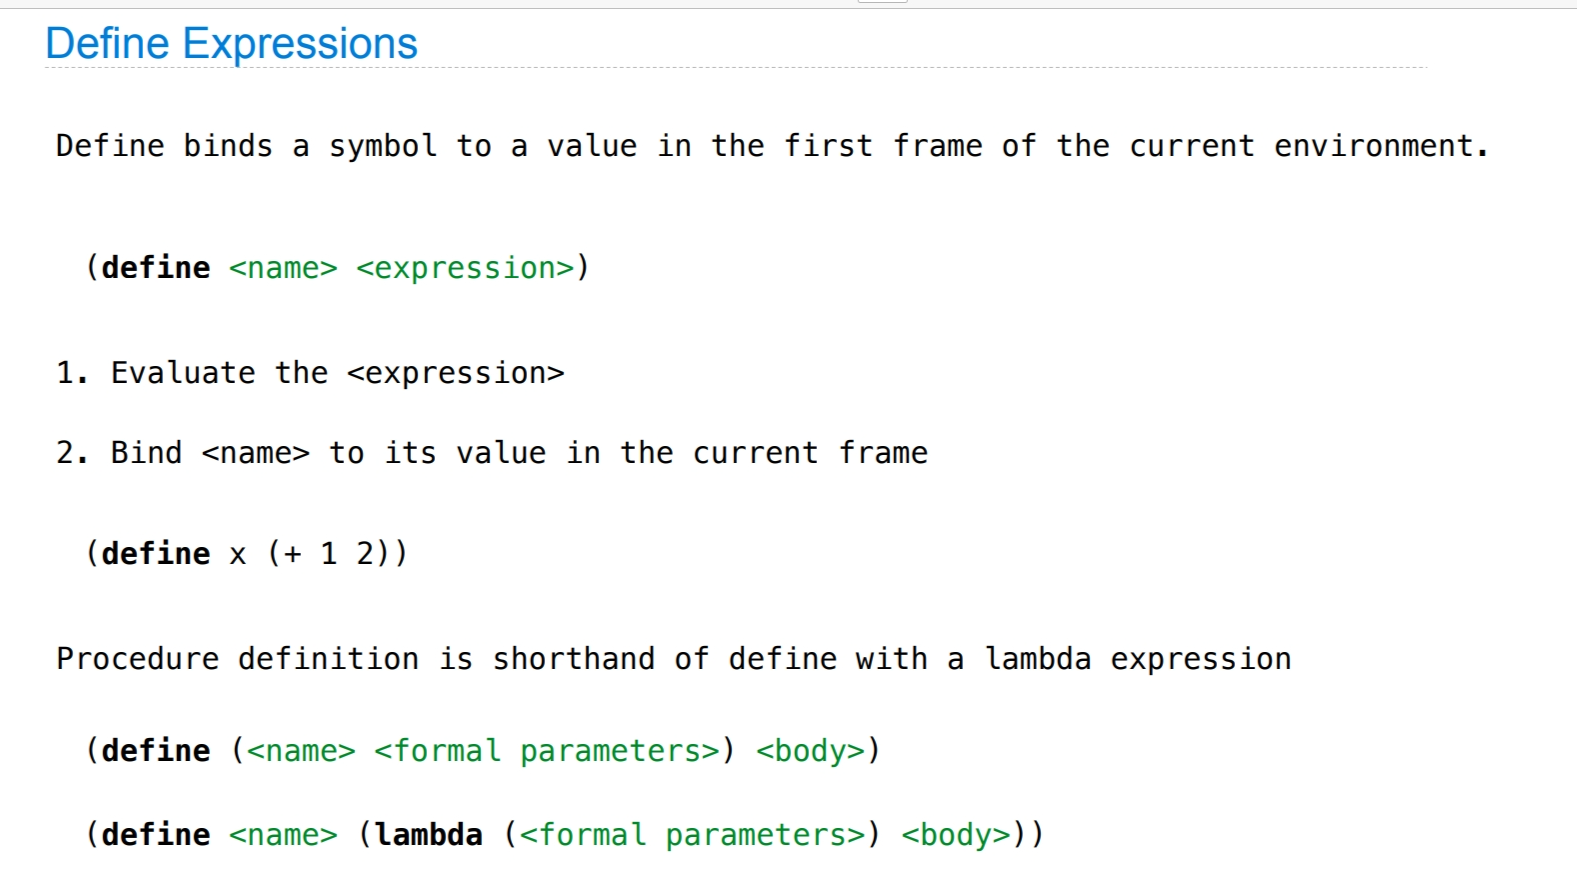 Define Expressions
Define binds a symbol to a value in the first frame of the current environment.
(define <name> <expression>)
1. Evaluate the <expression>
2. Bind <name> to its value in the current frame
(define x (+ 1 2))
Procedure definition is shorthand of define with a lambda expression
(define (<name> <formal parameters>) <body>)
(define <name> (lambda (<formal parameters>) <body>))